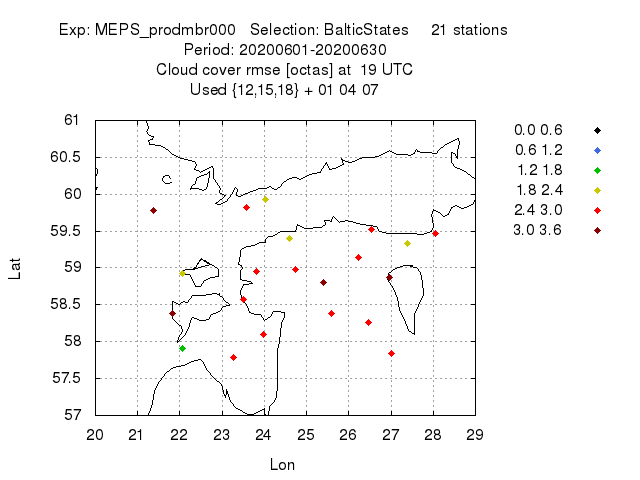 Exp: MEPS_prodmbr000 Selection: BalticStates 21 stations
Period: 20200601-20200630
Cloud cover rmse [octas] at 19 UTC
Used {12,15,18} + 01 04 07
61
60.5
60
59.5
59
58.5
58
57.5
57
Lat
20 21 22 23 24 25 26 27 28 29
Lon
0.0 0.6
0.6 1.2
1.2 1.8
1.8 2.4
2.4 3.0
3.0 3.6